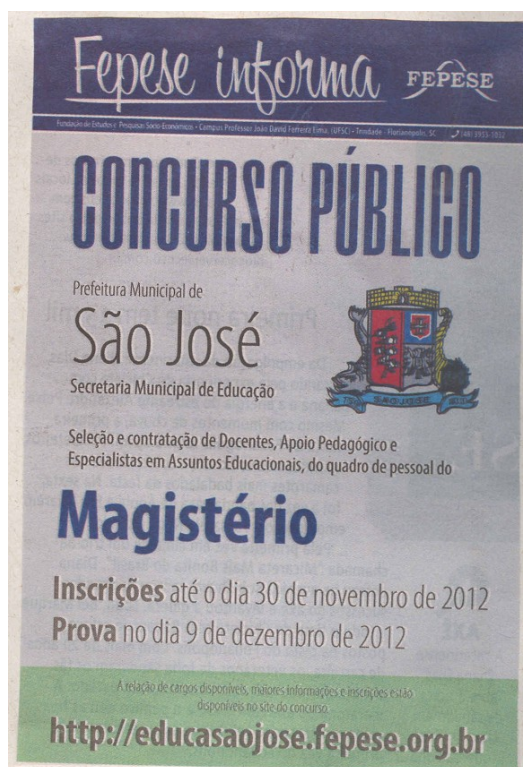 Fepese informa
FEPESE
Fundação de Estudos e Pesquisas Sócio-Econômicos - Campus Professor João David Ferreira Lima, (UFSC) - Trindade - Florianópolis, SC
CONCURSO PÚBLICO
Prefeitura Municipal de
São José
Secretaria Municipal de Educação
SÃO JOSÉ
Seleção e contratação de Docentes, Apoio Pedagógico e
Especialistas em Assuntos Educacionais, do quadro de pessoal do
Magistério
Inscrições até o dia 30 de novembro de 2012
Prova no dia 9 de dezembro de 2012
A relação de cargos disponíveis, maiores informações e inscrições estão
disponíveis no site do concurso.
http://educasaojose.fepese.org.br